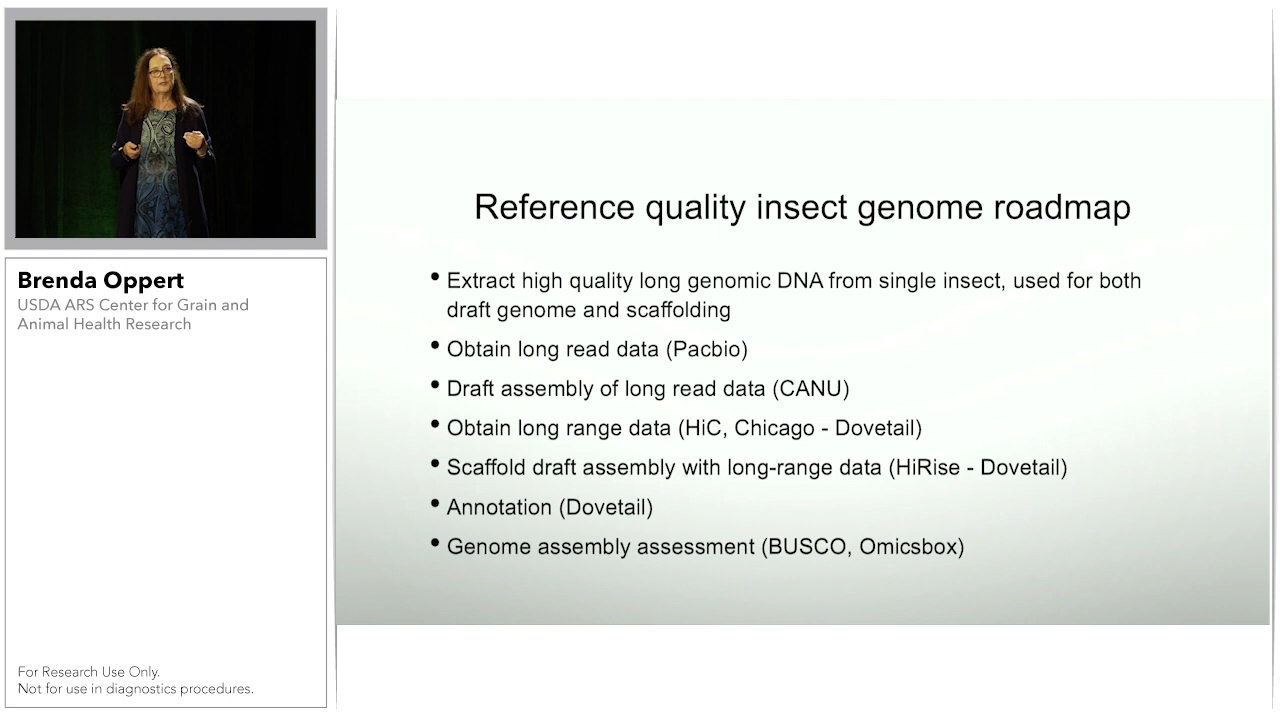 Brenda Oppert
USDA ARS Center for Grain and
Animal Health Research
For Research Use Only.
Not for use in diagnostics procedures.
Reference quality insect genome roadmap
• Extract high quality long genomic DNA from single insect, used for both
draft genome and scaffolding
• Obtain long read data (Pacbio)
• Draft assembly of long read data (CANU)
• Obtain long range data (HiC, Chicago - Dovetail)
• Scaffold draft assembly with long-range data (HiRise - Dovetail)
• Annotation (Dovetail)
• Genome assembly assessment (BUSCO, Omicsbox)